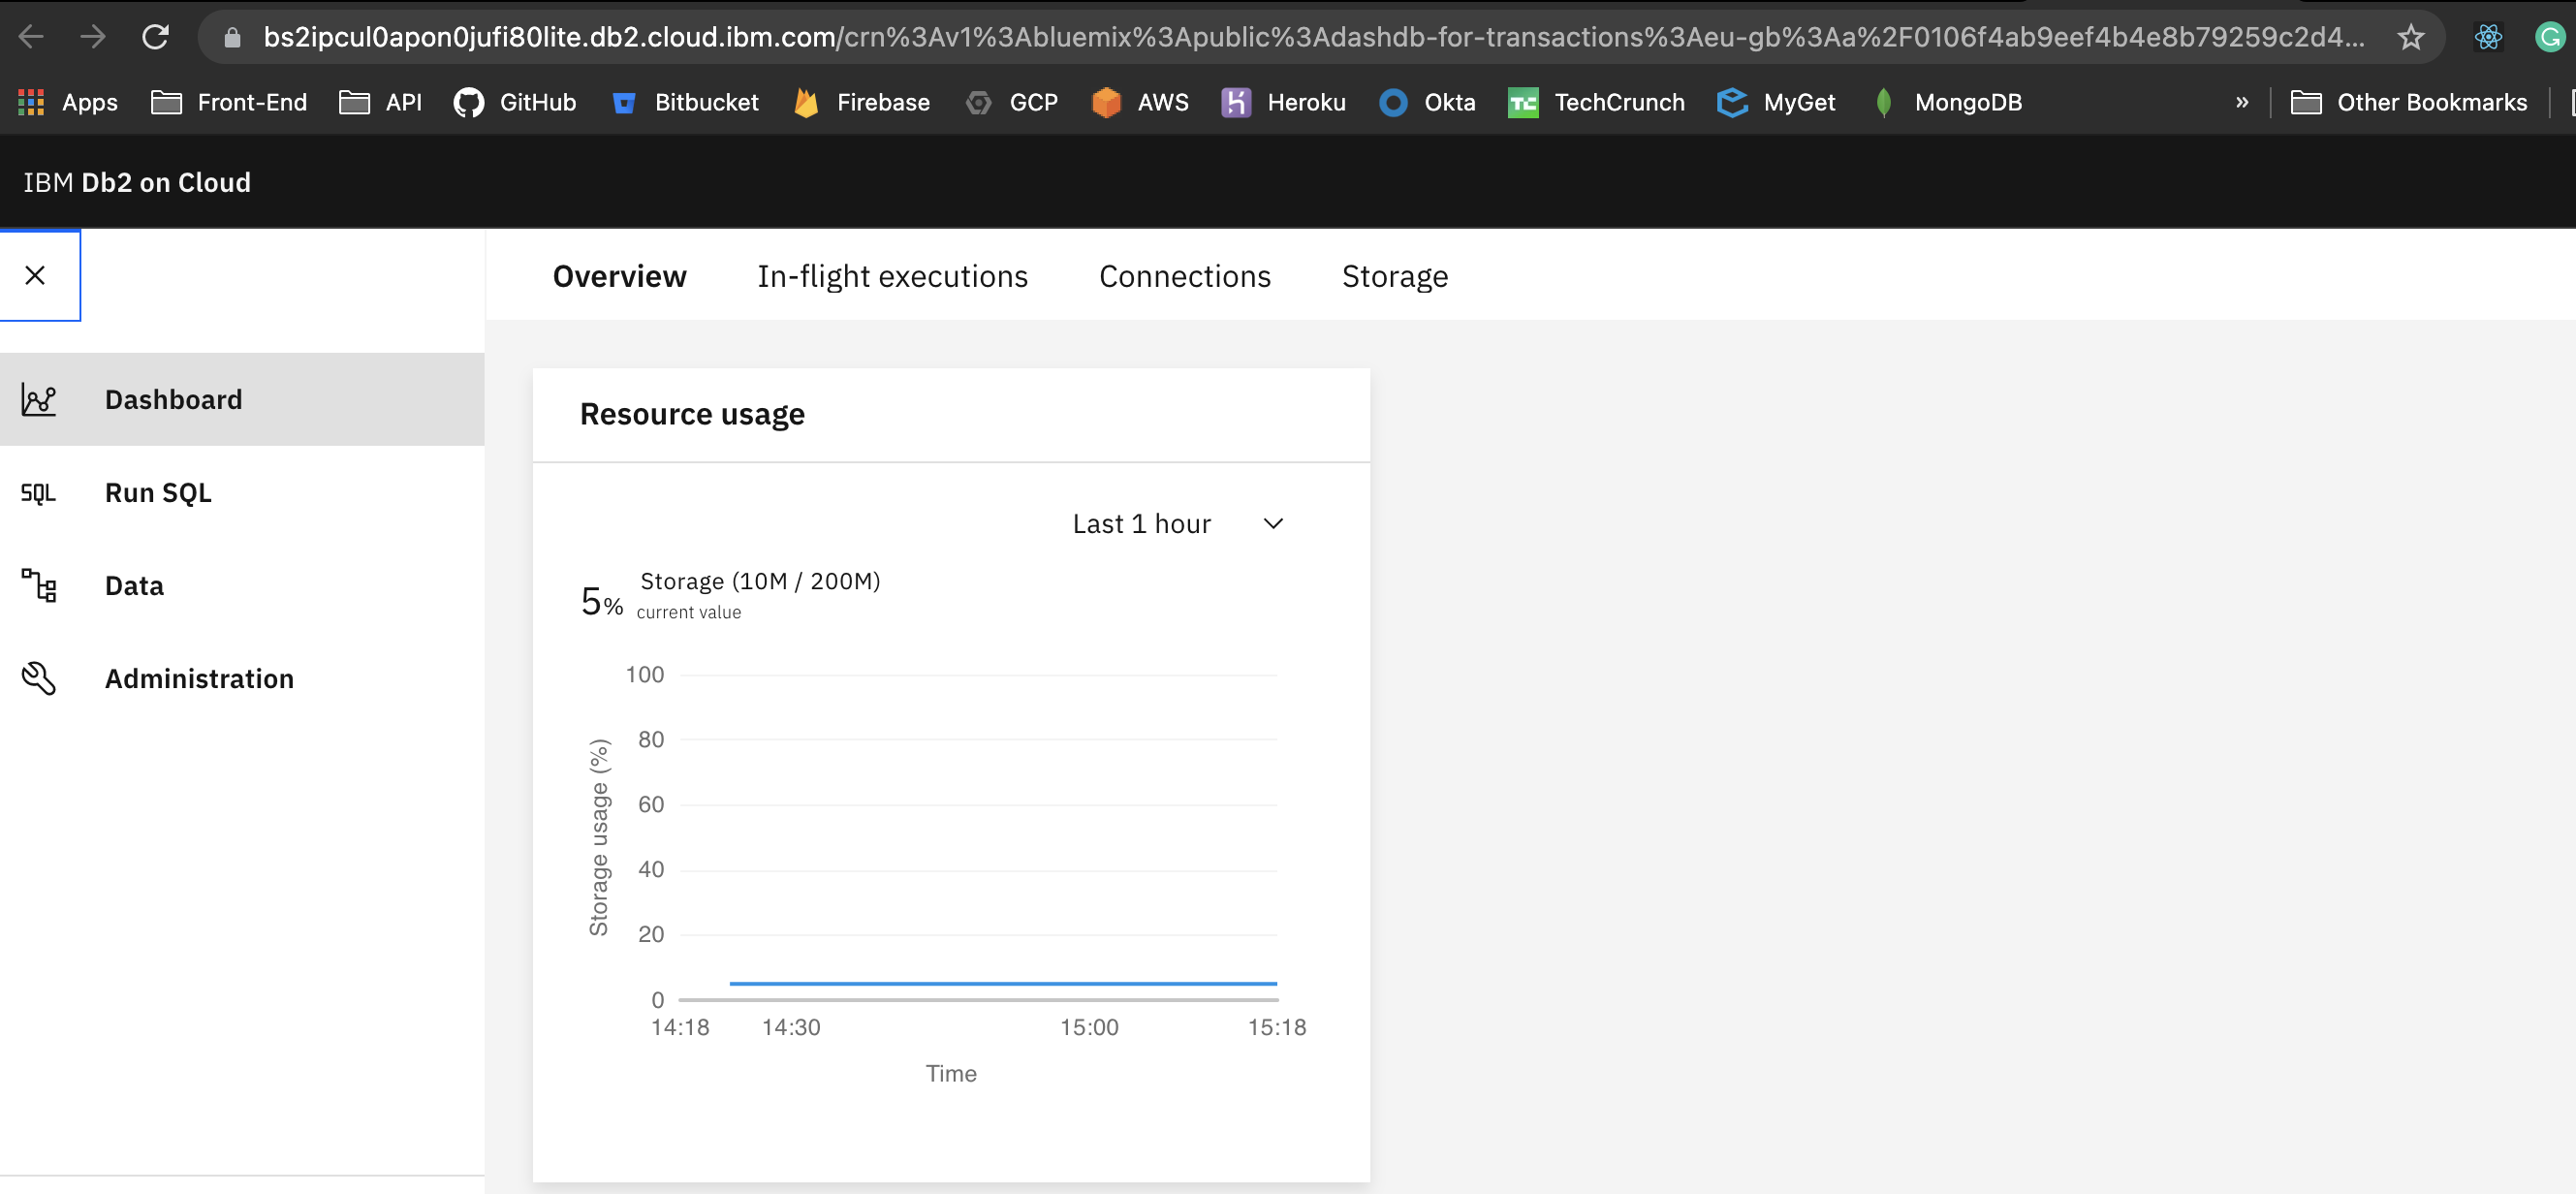 bs2ipcul0apon0jufi80lite.db2.cloud.ibm.com/crn%3Av1%3Abluemix%3Apublic%3Adashdb-for-transactions%3Aeu-gb%3Aa%2F0106f4ab9eef4b4e8b79259c2d4...
Apps Front-End API GitHub Bitbucket Firebase GCP AWS Heroku Okta TechCrunch MyGet MongoDB » Other Bookmarks
IBM Db2 on Cloud
Overview In-flight executions Connections Storage
Dashboard
SQL Run SQL
Data
Administration
Resource usage
Last 1 hour
5% Storage (10M / 200M)
current value
Storage usage (%)
100
80
60
40
20
0
14:18 14:30 15:00 15:18
Time